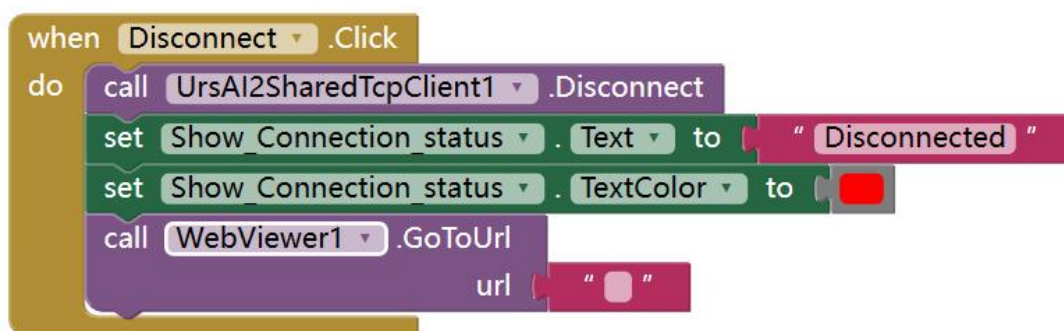 when Disconnect .Click
do call UrsAI2SharedTcpClient1 .Disconnect
set Show_Connection_status . Text to " Disconnected "
set Show_Connection_status . TextColor to
call WebViewer1 .GoToUrl
url " "